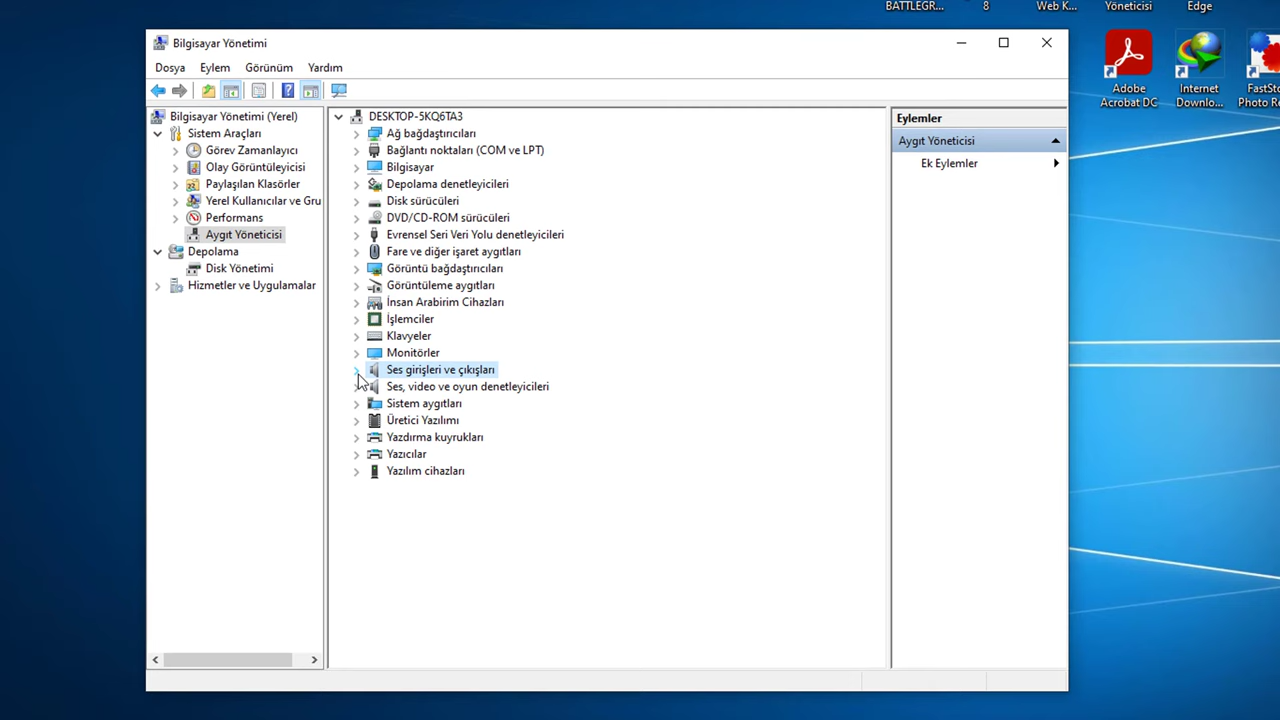 BATTLEGR...
8
Web K...
Yöneticisi
Edge
Bilgisayar Yönetimi
Dosya Eylem Görünüm Yardım
Bilgisayar Yönetimi (Yerel)
Sistem Araçları
Görev Zamanlayıcı
Olay Görüntüleyicisi
Paylaşılan Klasörler
Yerel Kullanıcılar ve Gru
Performans
Aygıt Yöneticisi
Depolama
Disk Yönetimi
Hizmetler ve Uygulamalar
DESKTOP-5KQ6TA3
Ağ bağdaştırıcıları
Bağlantı noktaları (COM ve LPT)
Bilgisayar
Depolama denetleyicileri
Disk sürücüleri
DVD/CD-ROM sürücüleri
Evrensel Seri Veri Yolu denetleyicileri
Fare ve diğer işaret aygıtları
Görüntü bağdaştırıcıları
Görüntüleme aygıtları
İnsan Arabirim Cihazları
İşlemciler
Klavyeler
Monitörler
Ses girişleri ve çıkışları
Ses, video ve oyun denetleyicileri
Sistem aygıtları
Üretici Yazılımı
Yazdırma kuyrukları
Yazıcılar
Yazılım cihazları
Eylemler
Aygıt Yöneticisi
Ek Eylemler
Adobe
Acrobat DC
Internet
Downlo...
FastSto
Photo Re